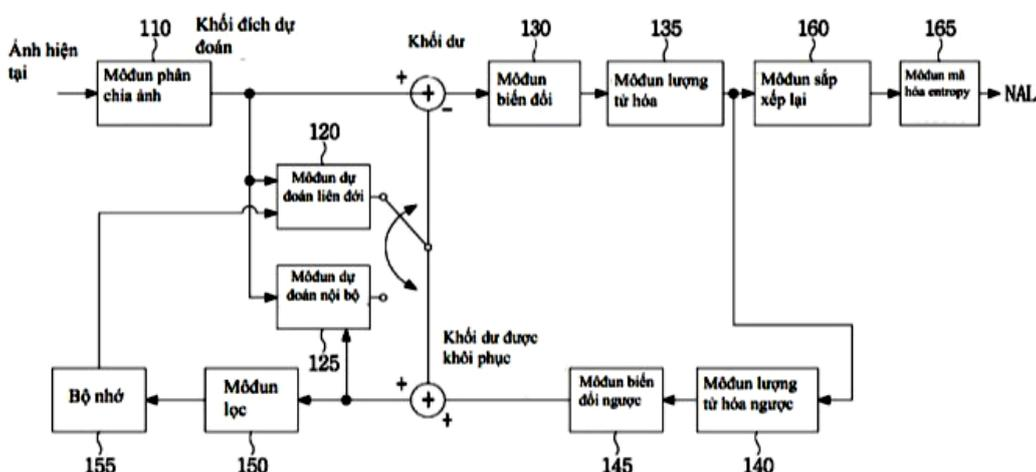 Ảnh hiện
tại
110
Khối đích dự
đoán
Môđun phân
chia ảnh
Khối dư
+
+
−
130
Môđun
biến đổi
135
Môđun lượng
tử hóa
160
Môđun sắp
xếp lại
165
Môđun mã
hóa entropy
NAL
120
Môđun dự
đoán liên đới
Môđun dự
đoán nội bộ
125
Khối dư được
khôi phục
Bộ nhớ
155
Môđun
lọc
150
+
+
+
Môđun biến
đổi ngược
145
Môđun lượng
tử hóa ngược
140